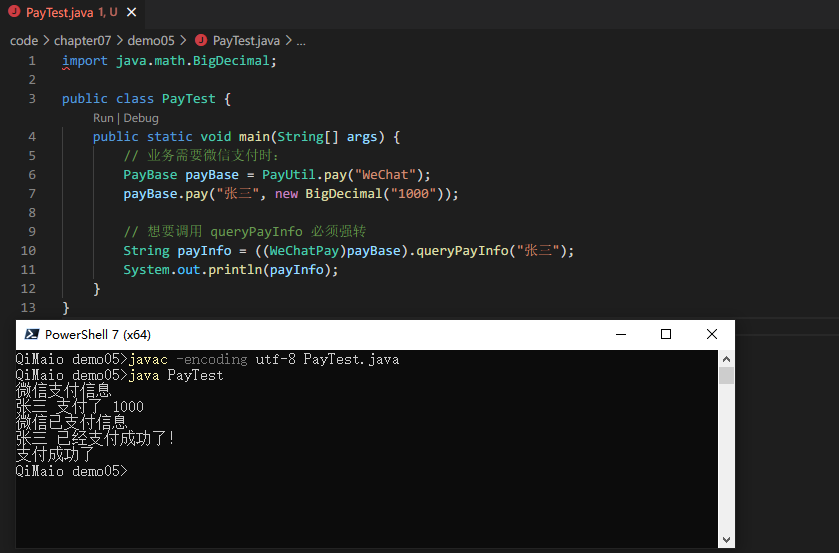 PayTest.java 1, U
code > chapter07 > demo05 > PayTest.java > ...
1 import java.math.BigDecimal;
2
3 public class PayTest {
Run | Debug
4 public static void main(String[] args) {
5 // 业务需要微信支付时:
6 PayBase payBase = PayUtil.pay("WeChat");
7 payBase.pay("张三", new BigDecimal("1000"));
8
9 // 想要调用 queryPayInfo 必须强转
10 String payInfo = ((WeChatPay)payBase).queryPayInfo("张三");
11 System.out.println(payInfo);
12 }
13 }
PowerShell 7 (x64)
QiMaio demo05>javac -encoding utf-8 PayTest.java
QiMaio demo05>java PayTest
微信支付信息
张三 支付了 1000
微信已支付信息
张三 已经支付成功了!
支付成功了
QiMaio demo05>